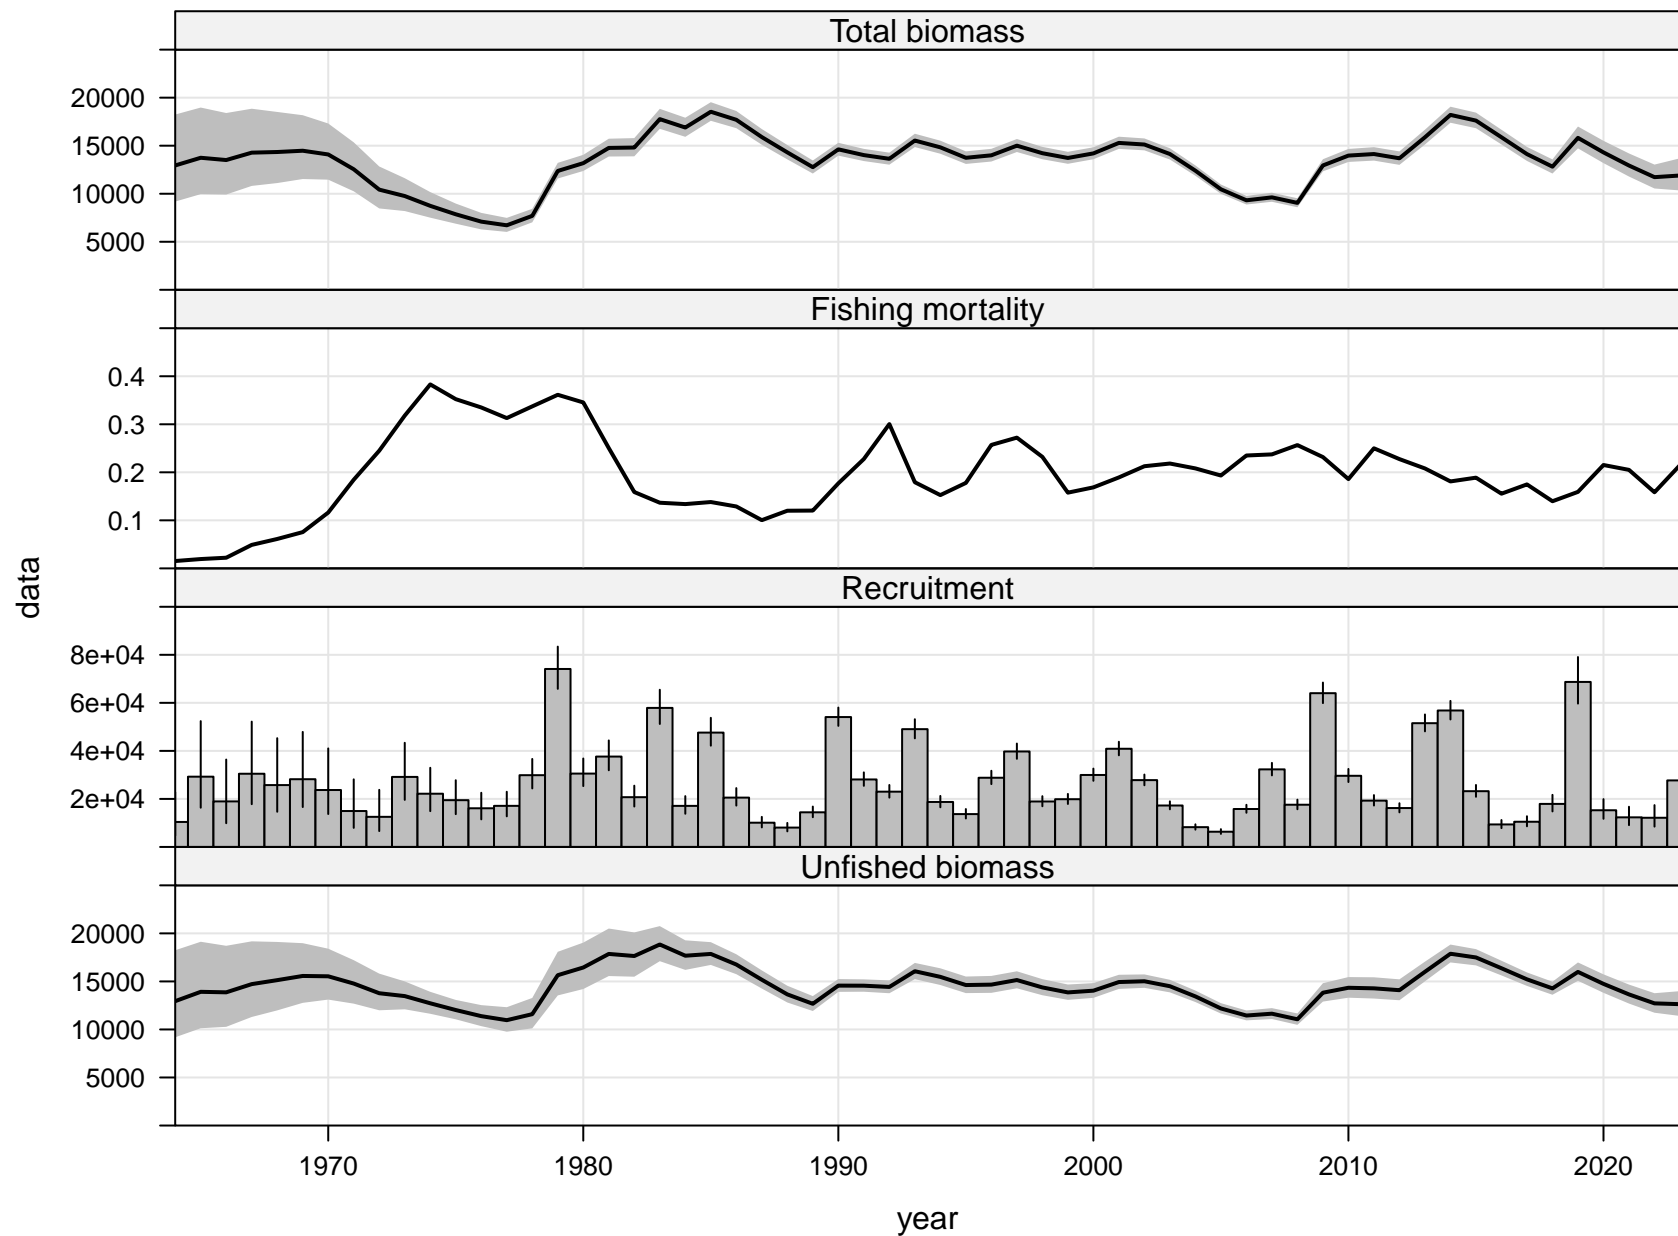 Total biomass
20000
15000
10000
5000
Fishing mortality
0.4
0.3
0.2
0.1
data
Recruitment
8e+04
6e+04
4e+04
2e+04
Unfished biomass
20000
15000
10000
5000
1970 1980 1990 2000 2010 2020
year